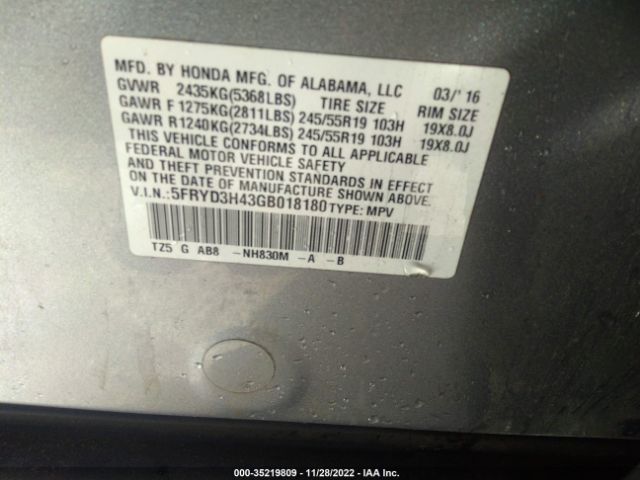 MFD. BY HONDA MFG. OF ALABAMA, LLC 03/'16
GVWR 2435KG(5368LBS) TIRE SIZE RIM SIZE
GAWR F 1275KG(2811LBS) 245/55R19 103H 19X8.0J
GAWR R1240KG(2734LBS) 245/55R19 103H 19X8.0J
THIS VEHICLE CONFORMS TO ALL APPLICABLE
FEDERAL MOTOR VEHICLE SAFETY
AND THEFT PREVENTION STANDARDS IN EFFECT
ON THE DATE OF MANUFACTURE SHOWN ABOVE.
V.I.N.:5FRYD3H43GB018180 TYPE: MPV
TZ5 G AB8 -NH830M -A -B
000-35219809 - 11/28/2022 - IAA Inc.